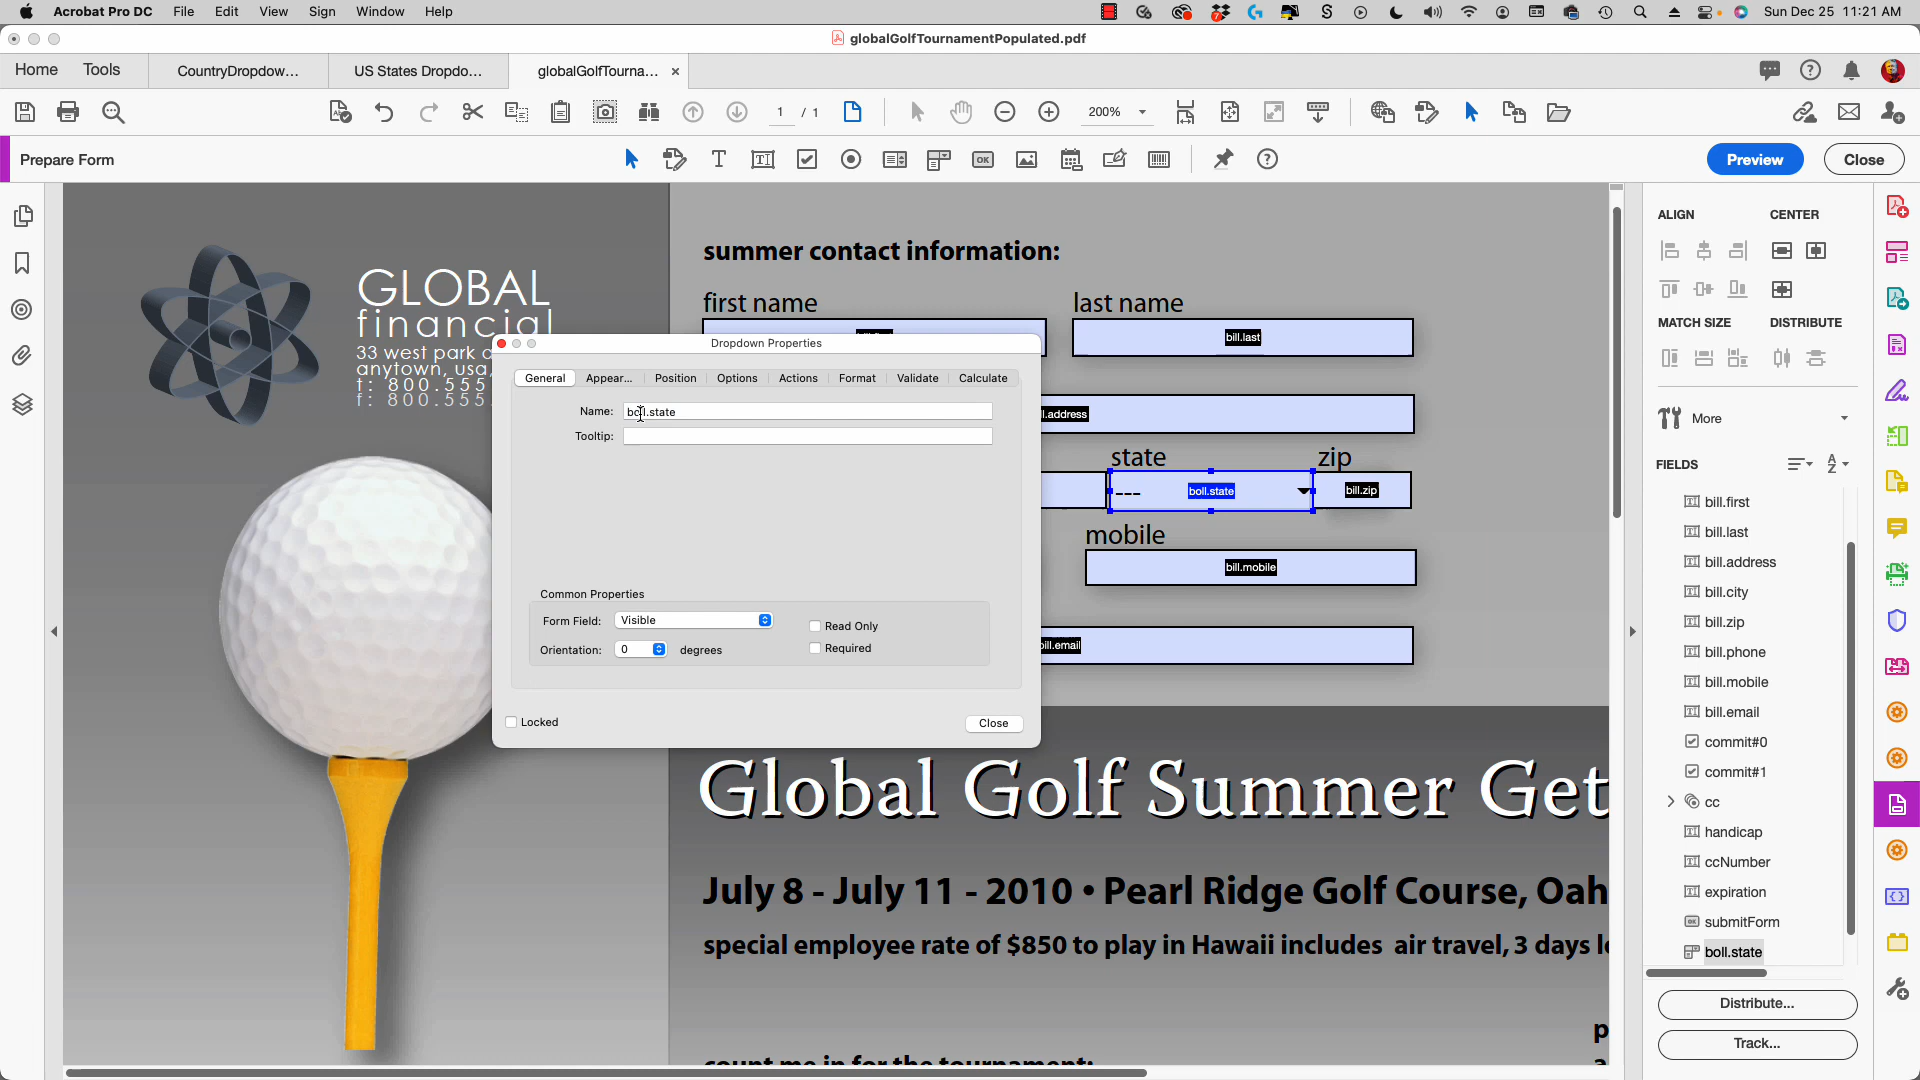 Acrobat Pro DC File Edit View Sign Window Help
Sun Dec 25 11:21 AM
globalGolfTournamentPopulated.pdf
Home Tools CountryDropdow... US States Dropdo... globalGolfTourna... ×
1 / 1 200%
Prepare Form
Preview Close
GLOBAL
financial
33 west park
anytown, usa,
t: 800.555
f: 800.555
summer contact information:
first name last name
bill.last
ll.address
state zip
--- boll.state bill.zip
mobile
bill.mobile
bill.email
Dropdown Properties
General Appear... Position Options Actions Format Validate Calculate
Name: boll.state
Tooltip:
Common Properties
Form Field: Visible
Read Only
Orientation: 0 degrees
Required
Locked
Close
Global Golf Summer Get
July 8 - July 11 - 2010 • Pearl Ridge Golf Course, Oah
special employee rate of $850 to play in Hawaii includes air travel, 3 days l
count me in for the tournament:
p
a
ALIGN CENTER
MATCH SIZE DISTRIBUTE
More
FIELDS
bill.first
bill.last
bill.address
bill.city
bill.zip
bill.phone
bill.mobile
bill.email
commit#0
commit#1
cc
handicap
ccNumber
expiration
submitForm
boll.state
Distribute...
Track...